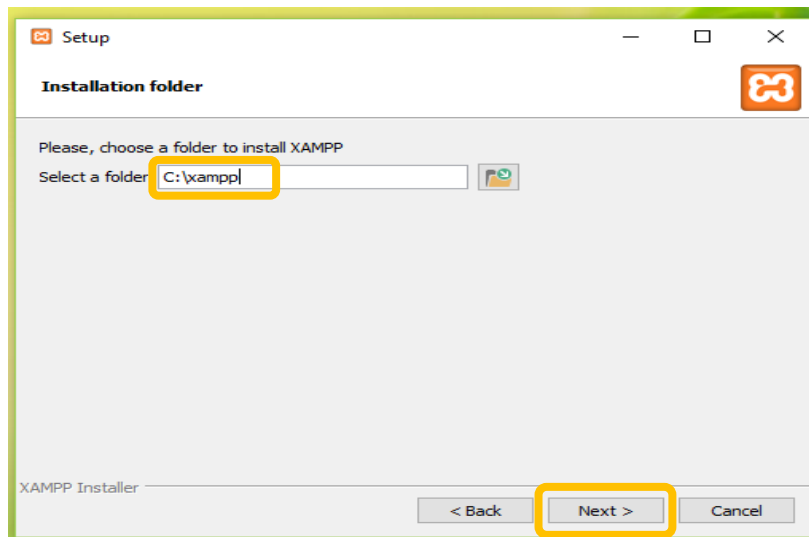 Setup
Installation folder
Please, choose a folder to install XAMPP
Select a folder C:\xampp
XAMPP Installer
< Back Next > Cancel